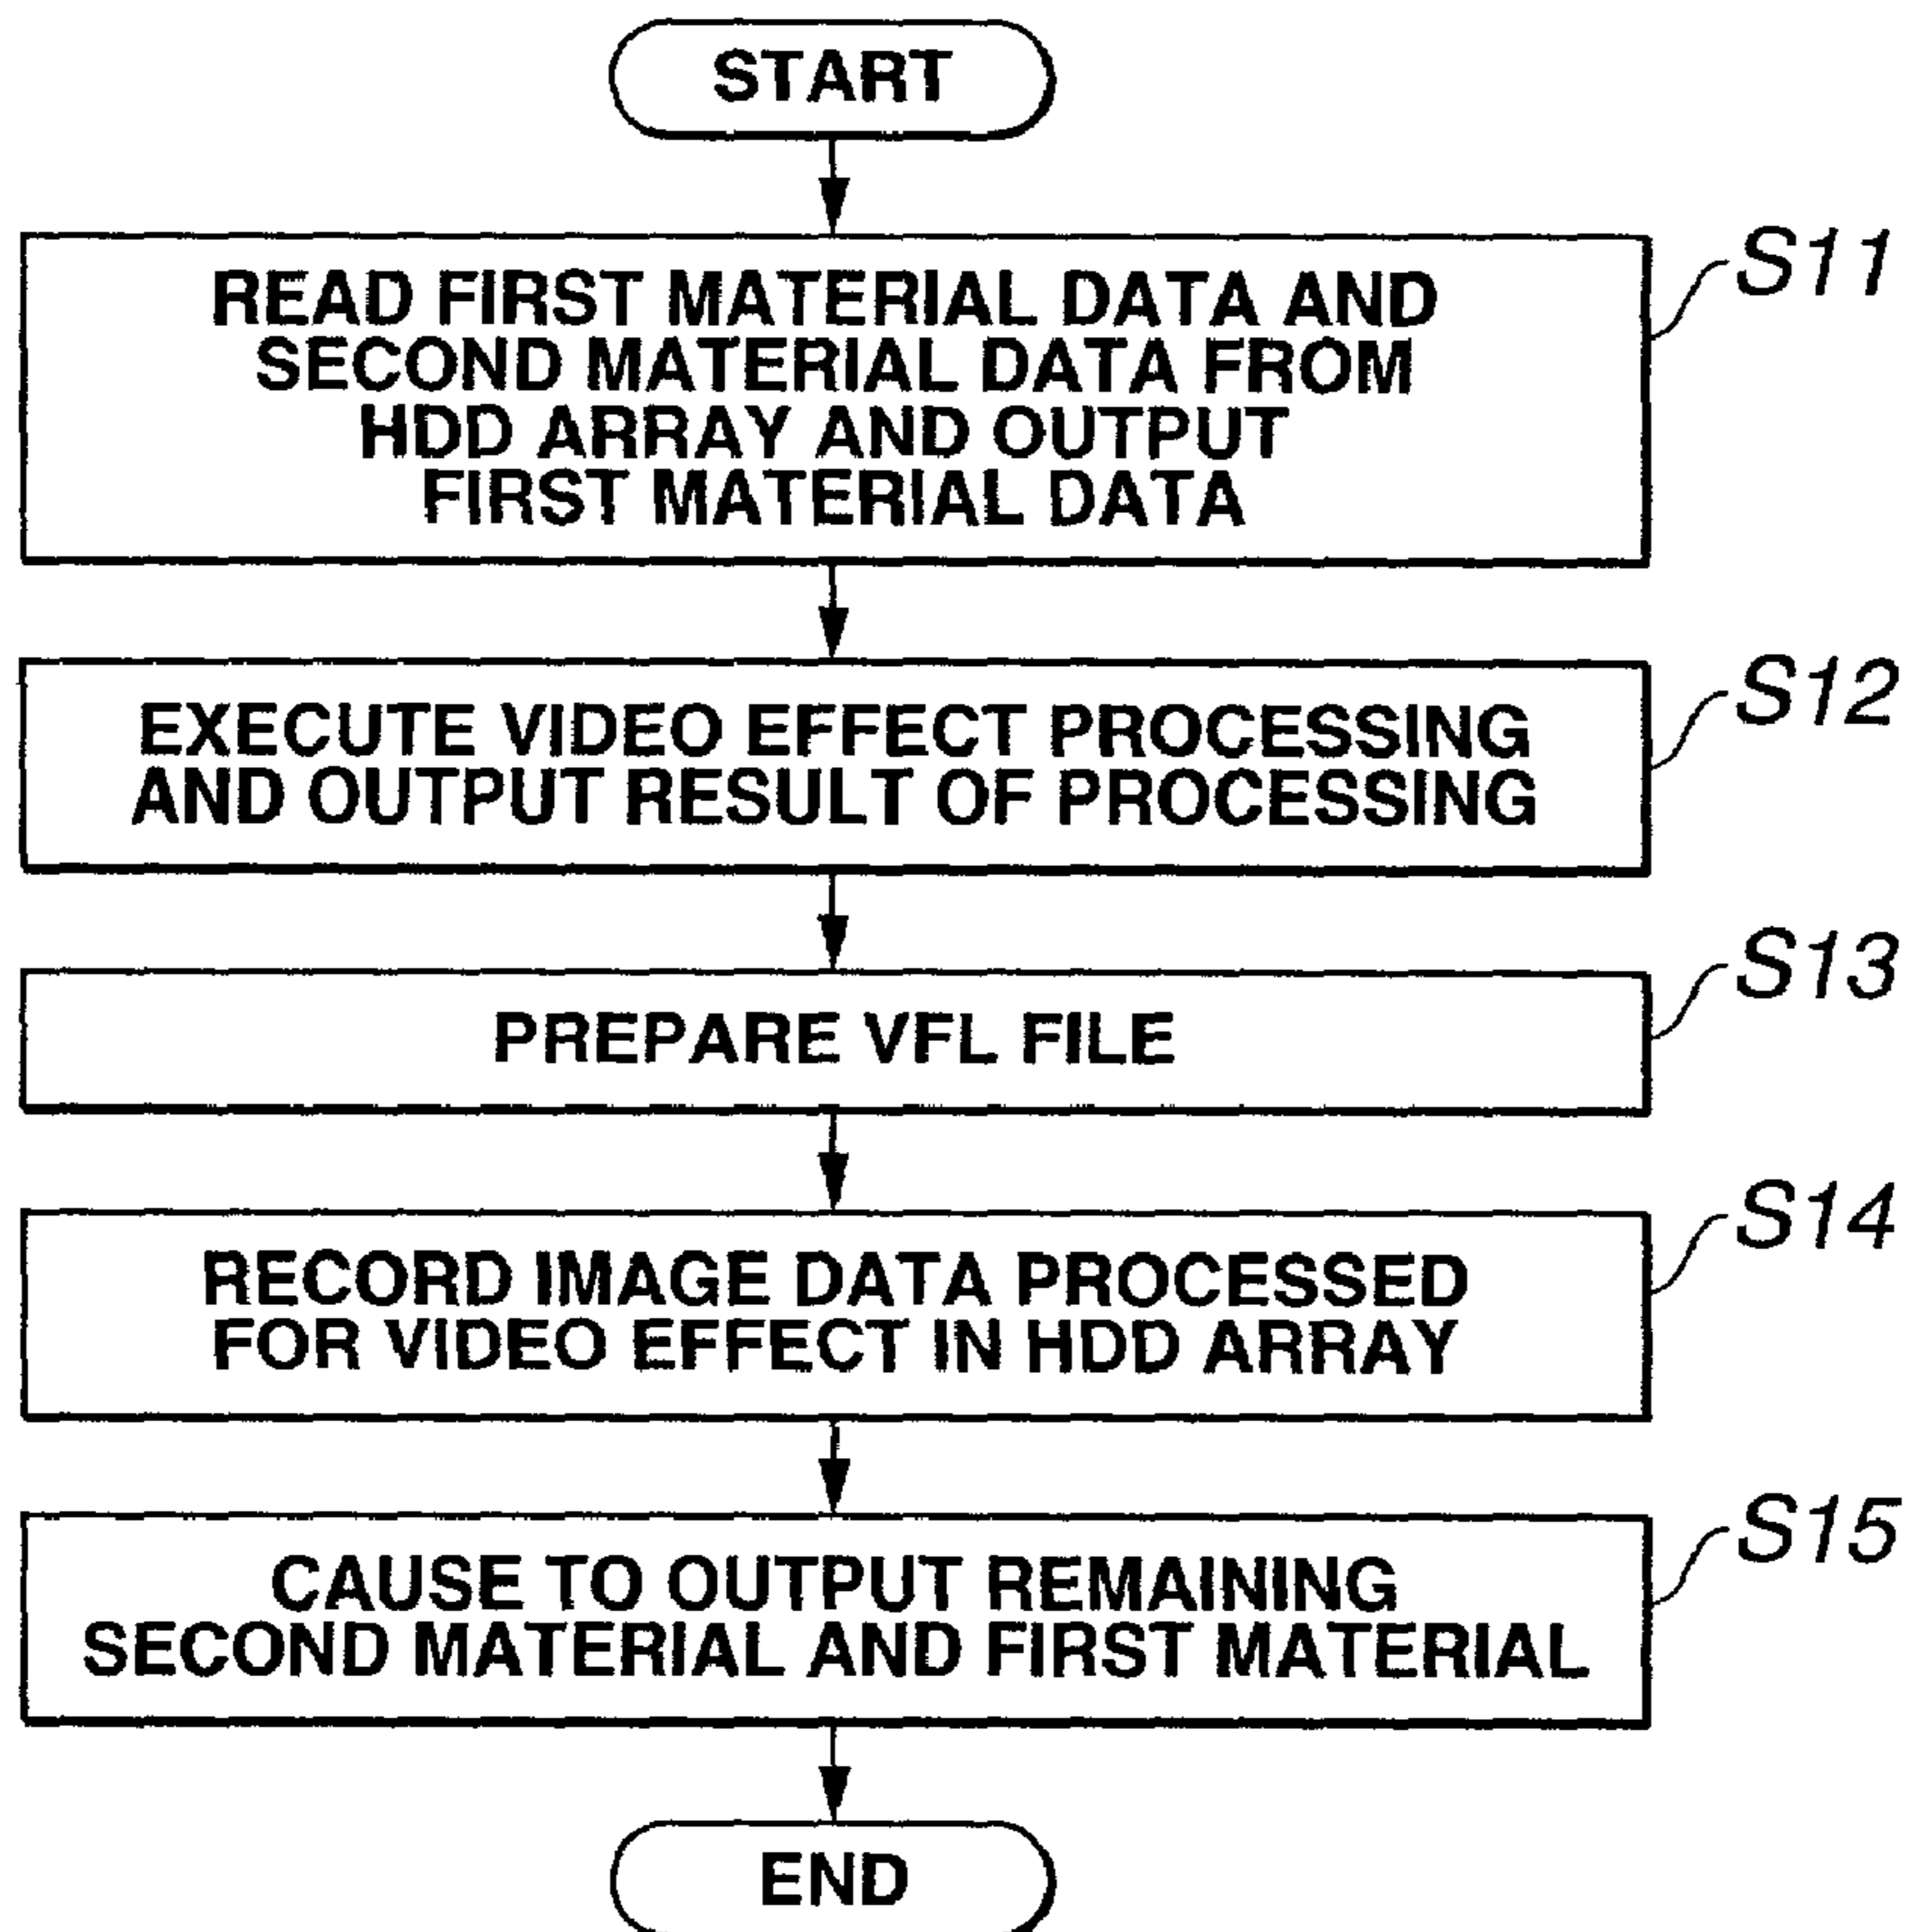 START
S11
READ FIRST MATERIAL DATA AND
SECOND MATERIAL DATA FROM
HDD ARRAY AND OUTPUT
FIRST MATERIAL DATA
S12
EXECUTE VIDEO EFFECT PROCESSING
AND OUTPUT RESULT OF PROCESSING
S13
PREPARE VFL FILE
S14
RECORD IMAGE DATA PROCESSED
FOR VIDEO EFFECT IN HDD ARRAY
S15
CAUSE TO OUTPUT REMAINING
SECOND MATERIAL AND FIRST MATERIAL
END